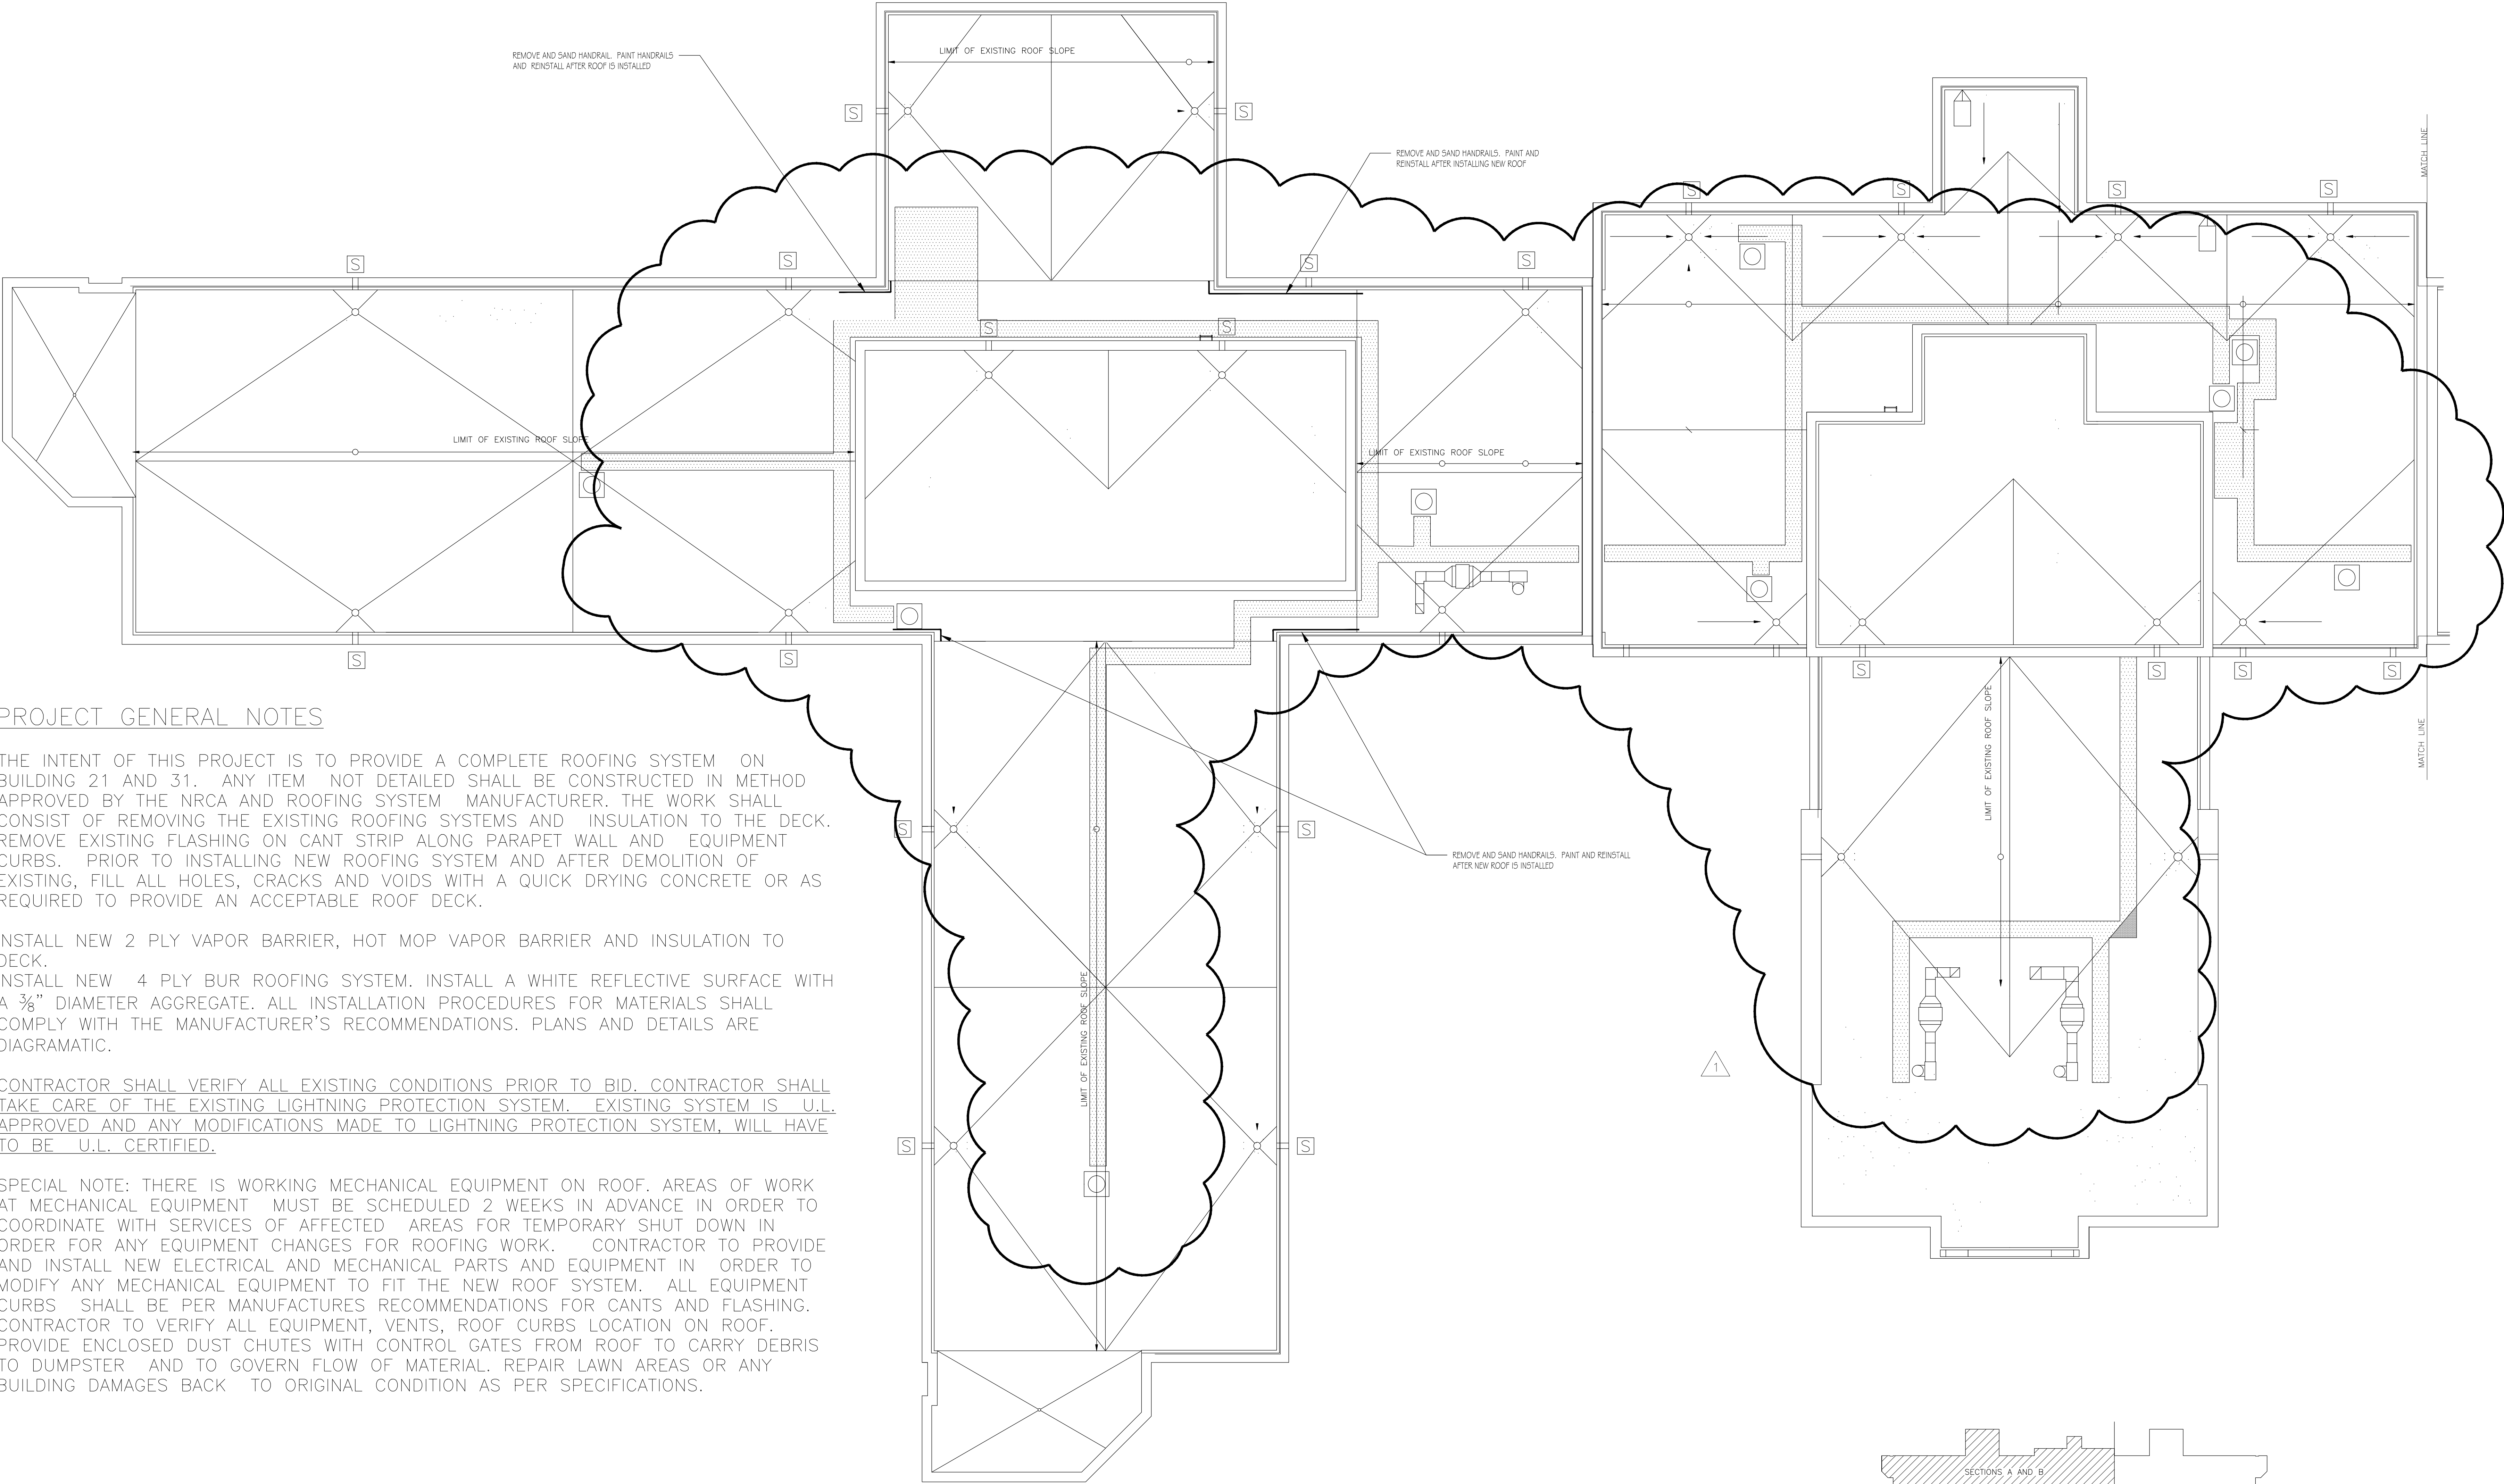 LIMIT OF EXISTING ROOF SLOPE
REMOVE AND SAND HANDRAIL. PAINT HANDRAILS
AND REINSTALL AFTER ROOF IS INSTALLED
S
S
REMOVE AND SAND HANDRAILS. PAINT AND
REINSTALL AFTER INSTALLING NEW ROOF
MATCH LINE
S
S
S
S
S
S
S
S
S
S
LIMIT OF EXISTING ROOF SLOPE
LIMIT OF EXISTING ROOF SLOPE
S
S
S
S
S
S
LIMIT OF EXISTING ROOF SLOPE
MATCH LINE
PROJECT GENERAL NOTES
THE INTENT OF THIS PROJECT IS TO PROVIDE A COMPLETE ROOFING SYSTEM ON
BUILDING 21 AND 31. ANY ITEM NOT DETAILED SHALL BE CONSTRUCTED IN METHOD
APPROVED BY THE NRCA AND ROOFING SYSTEM MANUFACTURER. THE WORK SHALL
CONSIST OF REMOVING THE EXISTING ROOFING SYSTEMS AND INSULATION TO THE DECK.
REMOVE EXISTING FLASHING ON CANT STRIP ALONG PARAPET WALL AND EQUIPMENT
CURBS. PRIOR TO INSTALLING NEW ROOFING SYSTEM AND AFTER DEMOLITION OF
EXISTING, FILL ALL HOLES, CRACKS AND VOIDS WITH A QUICK DRYING CONCRETE OR AS
REQUIRED TO PROVIDE AN ACCEPTABLE ROOF DECK.
INSTALL NEW 2 PLY VAPOR BARRIER, HOT MOP VAPOR BARRIER AND INSULATION TO
DECK.
INSTALL NEW 4 PLY BUR ROOFING SYSTEM. INSTALL A WHITE REFLECTIVE SURFACE WITH
A ⅜" DIAMETER AGGREGATE. ALL INSTALLATION PROCEDURES FOR MATERIALS SHALL
COMPLY WITH THE MANUFACTURER'S RECOMMENDATIONS. PLANS AND DETAILS ARE
DIAGRAMATIC.
CONTRACTOR SHALL VERIFY ALL EXISTING CONDITIONS PRIOR TO BID. CONTRACTOR SHALL
TAKE CARE OF THE EXISTING LIGHTNING PROTECTION SYSTEM. EXISTING SYSTEM IS U.L.
APPROVED AND ANY MODIFICATIONS MADE TO LIGHTNING PROTECTION SYSTEM, WILL HAVE
TO BE U.L. CERTIFIED.
SPECIAL NOTE: THERE IS WORKING MECHANICAL EQUIPMENT ON ROOF. AREAS OF WORK
AT MECHANICAL EQUIPMENT MUST BE SCHEDULED 2 WEEKS IN ADVANCE IN ORDER TO
COORDINATE WITH SERVICES OF AFFECTED AREAS FOR TEMPORARY SHUT DOWN IN
ORDER FOR ANY EQUIPMENT CHANGES FOR ROOFING WORK. CONTRACTOR TO PROVIDE
AND INSTALL NEW ELECTRICAL AND MECHANICAL PARTS AND EQUIPMENT IN ORDER TO
MODIFY ANY MECHANICAL EQUIPMENT TO FIT THE NEW ROOF SYSTEM. ALL EQUIPMENT
CURBS SHALL BE PER MANUFACTURES RECOMMENDATIONS FOR CANTS AND FLASHING.
CONTRACTOR TO VERIFY ALL EQUIPMENT, VENTS, ROOF CURBS LOCATION ON ROOF.
PROVIDE ENCLOSED DUST CHUTES WITH CONTROL GATES FROM ROOF TO CARRY DEBRIS
TO DUMPSTER AND TO GOVERN FLOW OF MATERIAL. REPAIR LAWN AREAS OR ANY
BUILDING DAMAGES BACK TO ORIGINAL CONDITION AS PER SPECIFICATIONS.
S
S
REMOVE AND SAND HANDRAILS. PAINT AND REINSTALL
AFTER NEW ROOF IS INSTALLED
LIMIT OF EXISTING ROOF SLOPE
1
S
S
SECTIONS A AND B